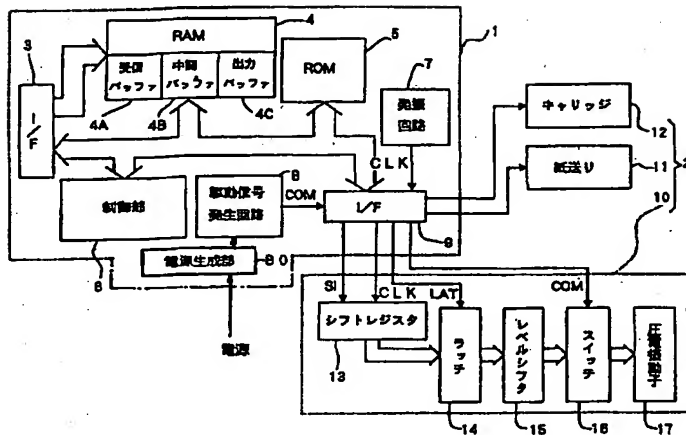 RAM
4
5
1
3
受信
バッファ
中間
バッファ
出力
バッファ
ROM
7
発振
回路
I/F
4A
4B
4C
キャリッジ
12
2
CLK
紙送り
11
制御部
8
駆動信号
発生回路
COM
I/F
9
10
6
電源生成部
80
電源
SI
CLK
LAT
COM
シフトレジスタ
13
ラッチ
レベルシフタ
スイッチ
圧電振動子
14
15
16
17